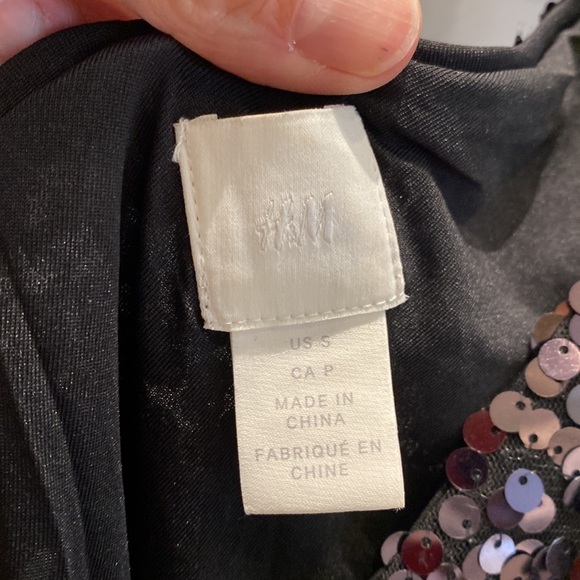 H&M
US S
CA P
MADE IN
CHINA
FABRIQUÉ EN
CHINE